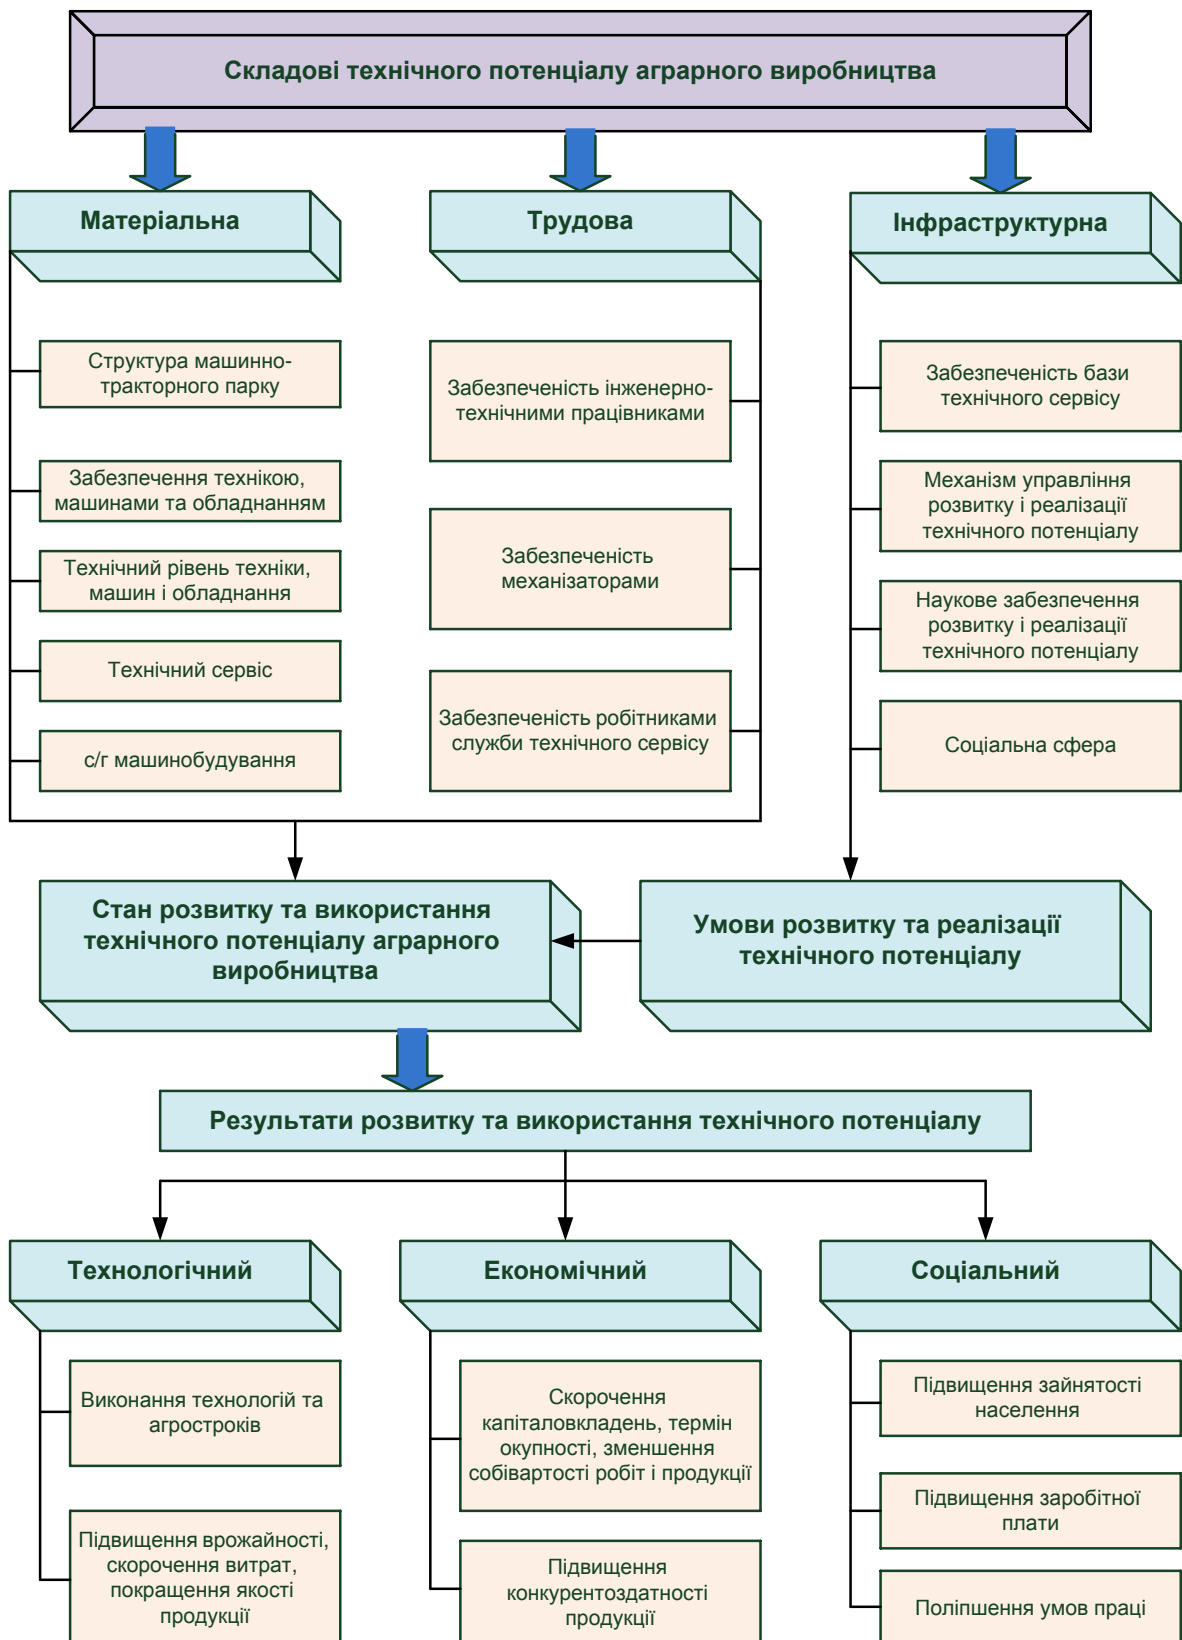 Складові технічного потенціалу аграрного виробництва
Матеріальна
Трудова
Інфраструктурна
Структура машинно-
тракторного парку
Забезпечення технікою,
машинами та обладнанням
Технічний рівень техніки,
машин і обладнання
Технічний сервіс
с/г машинобудування
Забезпеченість інженерно-
технічними працівниками
Забезпеченість
механізаторами
Забезпеченість робітниками
служби технічного сервісу
Забезпеченість бази
технічного сервісу
Механізм управління
розвитку і реалізації
технічного потенціалу
Наукове забезпечення
розвитку і реалізації
технічного потенціалу
Соціальна сфера
Стан розвитку та використання
технічного потенціалу аграрного
виробництва
Умови розвитку та реалізації
технічного потенціалу
Результати розвитку та використання технічного потенціалу
Технологічний
Економічний
Соціальний
Виконання технологій та
агростроків
Підвищення врожайності,
скорочення витрат,
покращення якості
продукції
Скорочення
капіталовкладень, термін
окупності, зменшення
собівартості робіт і продукції
Підвищення
конкурентоздатності
продукції
Підвищення зайнятості
населення
Підвищення заробітної
плати
Поліпшення умов праці